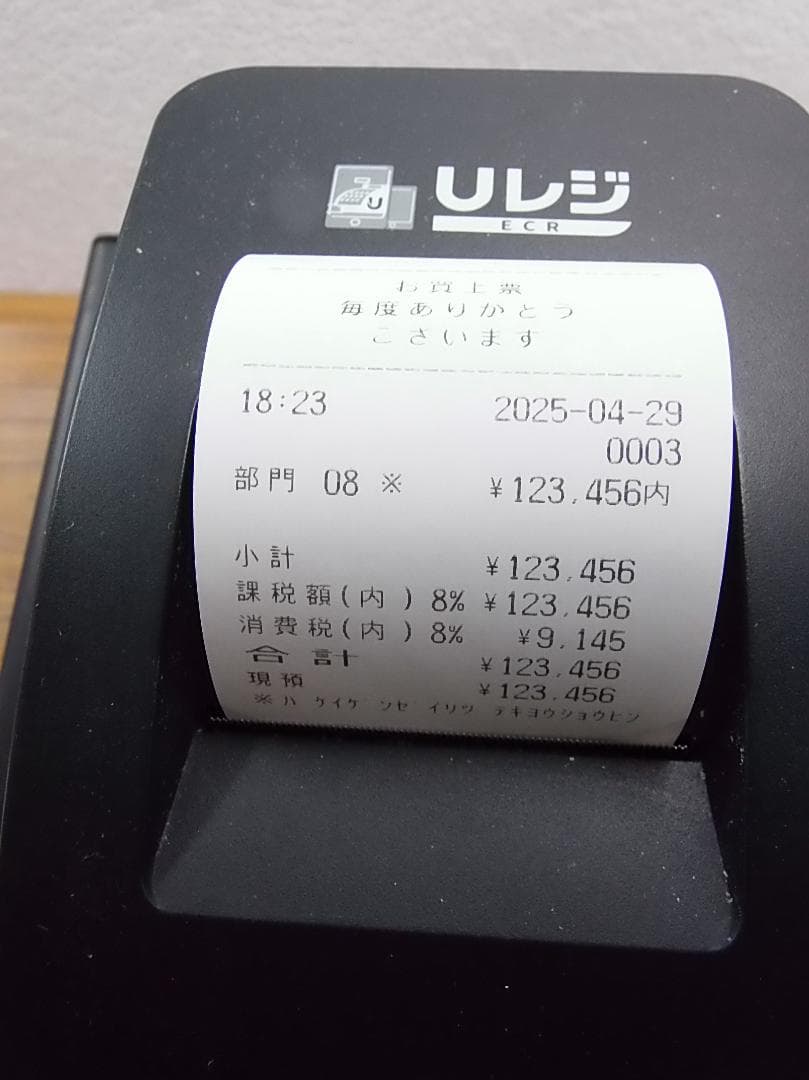 U
Uレジ
ECR
お買上票
毎度ありがとう
ございます
18:23 2025-04-29
0003
部門 08 ※ ¥123,456内
小計 ¥123,456
課税額(内 ) 8% ¥123,456
消費税(内 ) 8% ¥9,145
合計 ¥123,456
現預 ¥123,456
※ハ ケイゲンゼイリツ テキヨウショウヒン